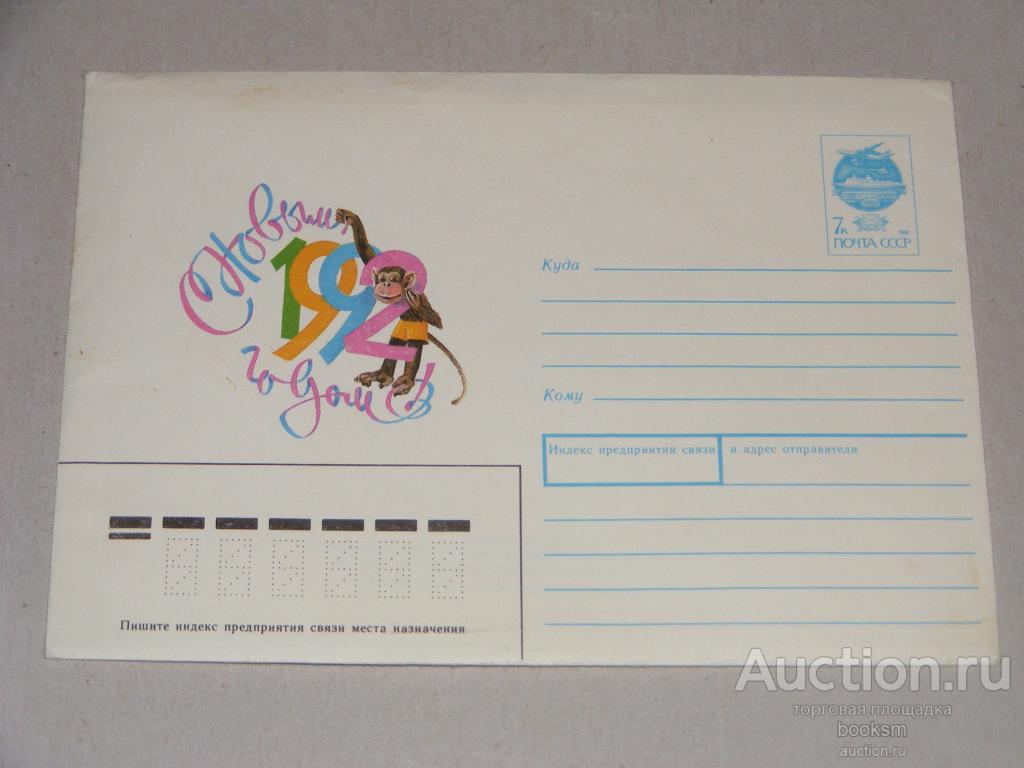 С Новым
1992
годом!
7к
ПОЧТА СССР
Куда
Кому
Индекс предприятия связи и адрес отправителя
Пишите индекс предприятия связи места назначения
Auction.ru
торговая площадка
booksm
auction.ru